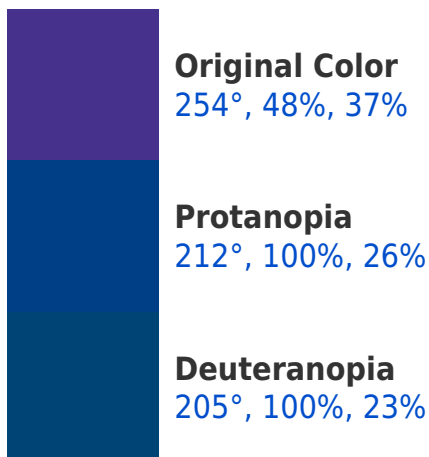 Original Color
254°, 48%, 37%
Protanopia
212°, 100%, 26%
Deuteranopia
205°, 100%, 23%